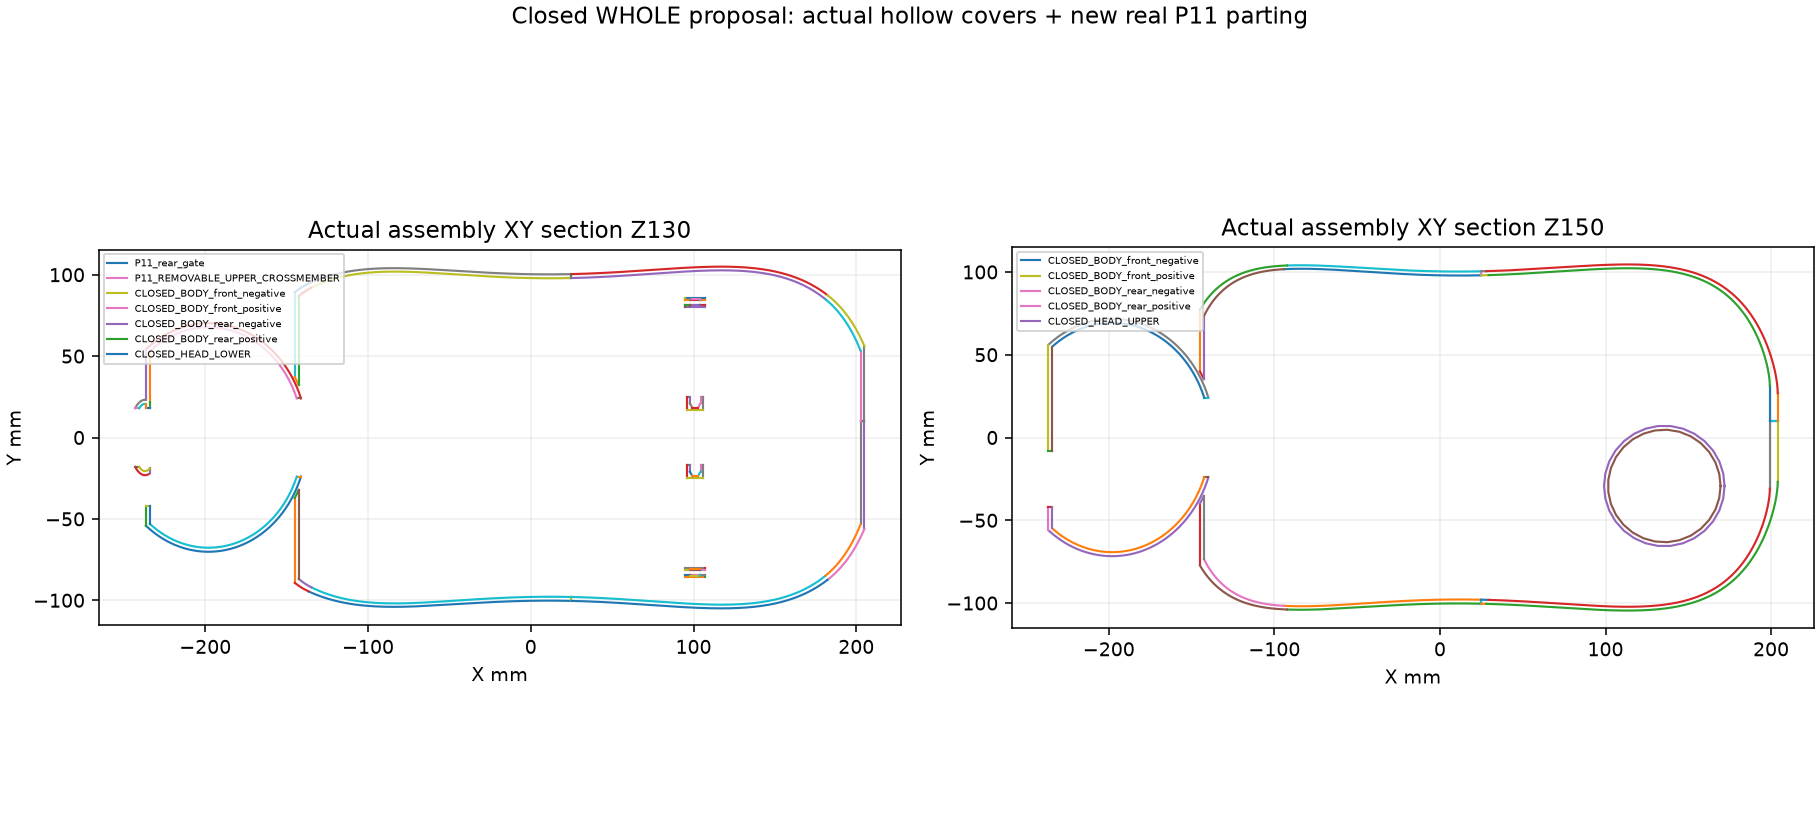 Closed WHOLE proposal: actual hollow covers + new real P11 parting
Actual assembly XY section Z130
P11_rear_gate
P11_REMOVABLE_UPPER_CROSSMEMBER
CLOSED_BODY_front_negative
CLOSED_BODY_front_positive
CLOSED_BODY_rear_negative
CLOSED_BODY_rear_positive
CLOSED_HEAD_LOWER
100
50
0
−50
−100
Y mm
−200 −100 0 100 200
X mm
Actual assembly XY section Z150
CLOSED_BODY_front_negative
CLOSED_BODY_front_positive
CLOSED_BODY_rear_negative
CLOSED_BODY_rear_positive
CLOSED_HEAD_UPPER
100
50
0
−50
−100
Y mm
−200 −100 0 100 200
X mm